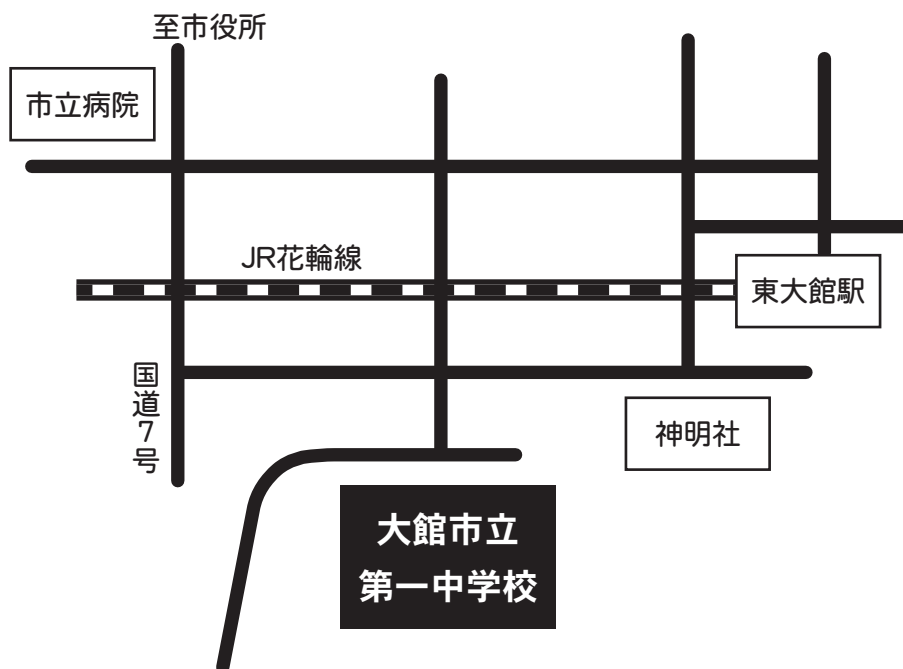 至市役所
市立病院
JR花輪線
東大館駅
国道7号
神明社
大館市立
第一中学校